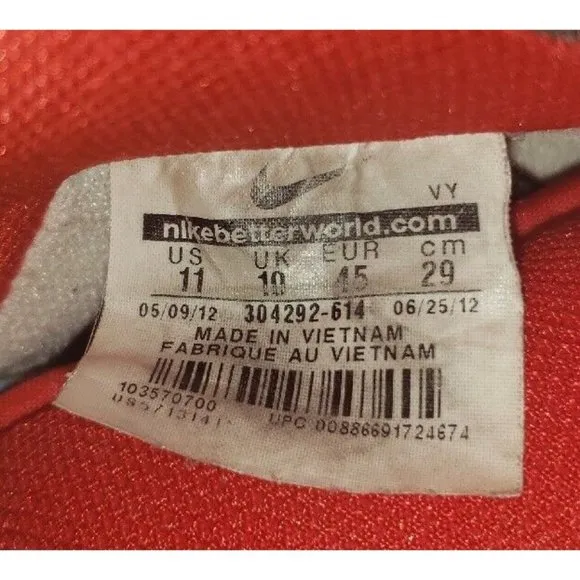 VY
nikebetterworld.com
US UK EUR cm
11 10 45 29
05/09/12 304292-614 06/25/12
MADE IN VIETNAM
FABRIQUE AU VIETNAM
103570700
UPC 00886691724674